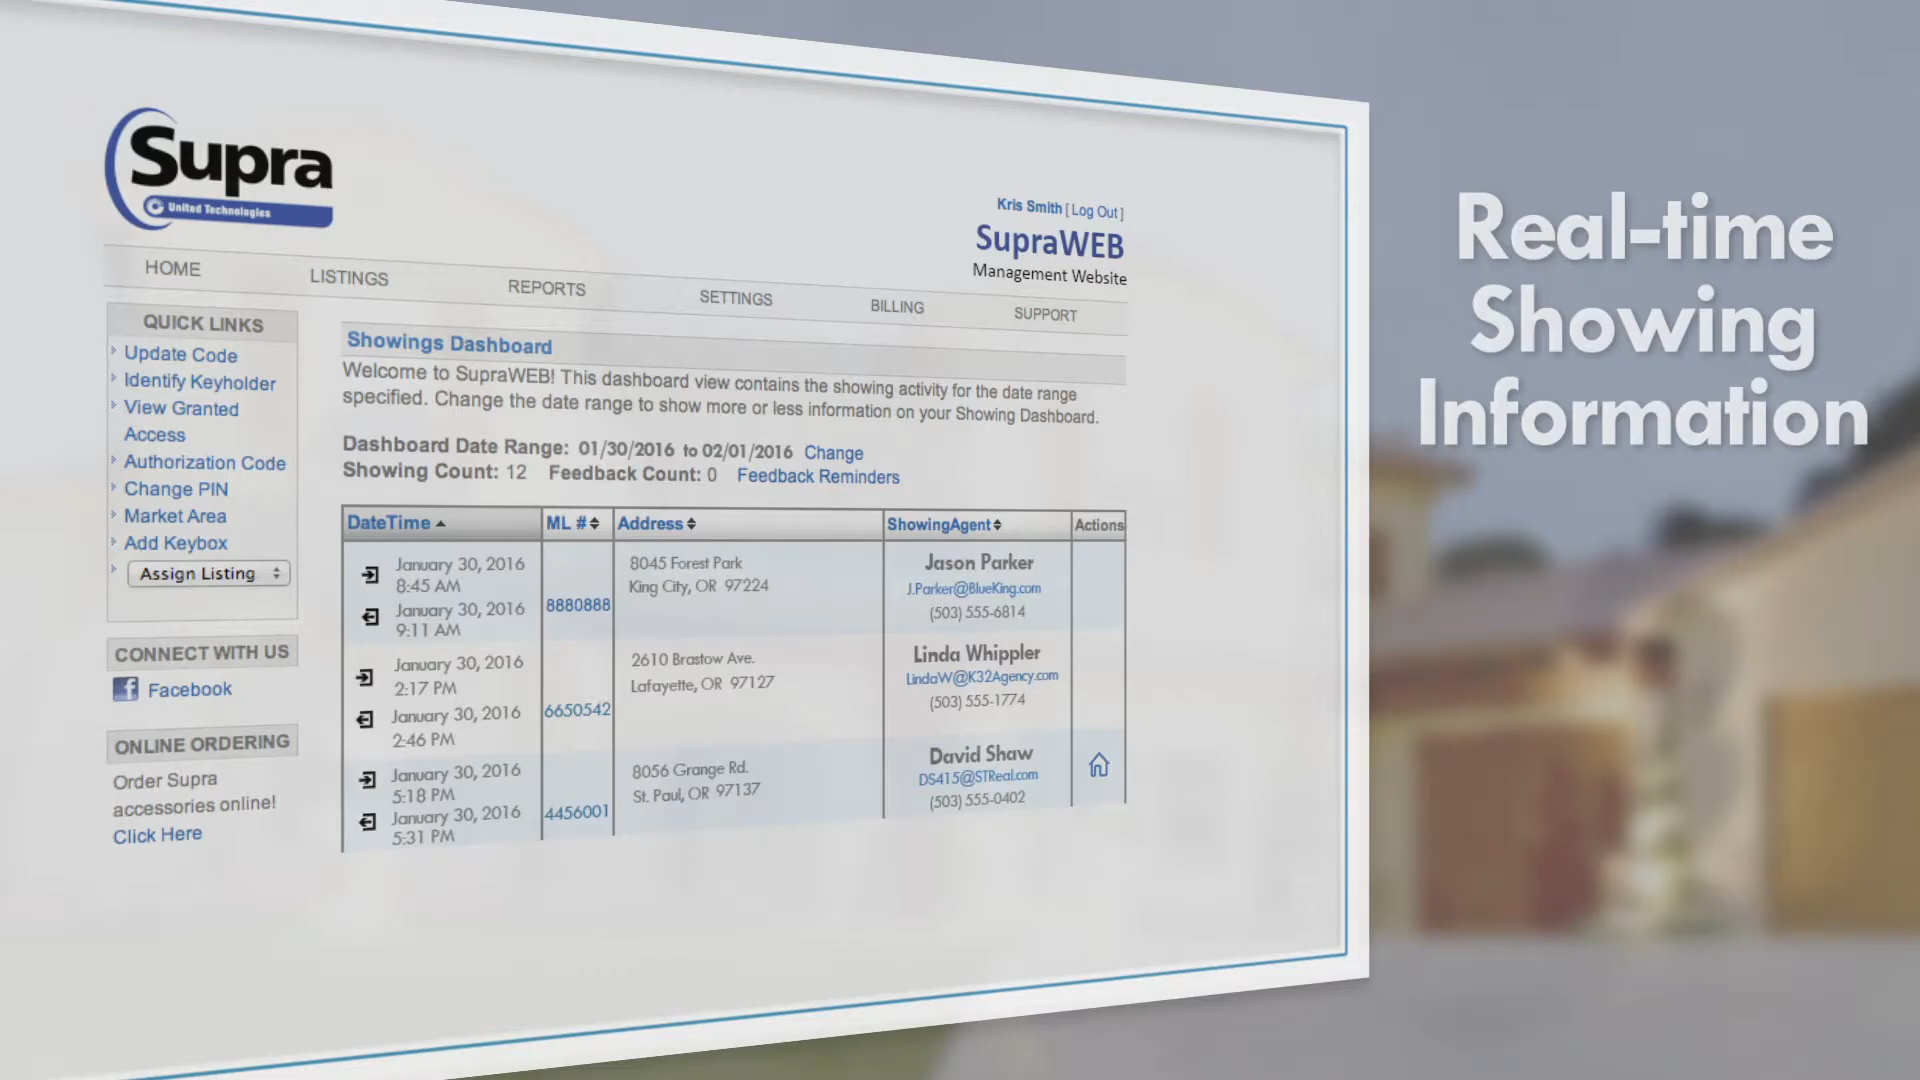 Supra
United Technologies
Kris Smith [ Log Out ]
SupraWEB
Management Website
HOME
LISTINGS
REPORTS
SETTINGS
BILLING
SUPPORT
QUICK LINKS
Update Code
Identify Keyholder
View Granted
Access
Authorization Code
Change PIN
Market Area
Add Keybox
Assign Listing
CONNECT WITH US
Facebook
ONLINE ORDERING
Order Supra
accessories online!
Click Here
Showings Dashboard
Welcome to SupraWEB! This dashboard view contains the showing activity for the date range
specified. Change the date range to show more or less information on your Showing Dashboard.
Dashboard Date Range: 01/30/2016 to 02/01/2016 Change
Showing Count: 12 Feedback Count: 0 Feedback Reminders
DateTime ML # Address ShowingAgent Actions
January 30, 2016
8:45 AM
January 30, 2016
9:11 AM
8880888
8045 Forest Park
King City, OR 97224
Jason Parker
J.Parker@BlueKing.com
(503) 555-6814
January 30, 2016
2:17 PM
January 30, 2016
2:46 PM
6650542
2610 Brastow Ave.
Lafayette, OR 97127
Linda Whippler
LindaW@K32Agency.com
(503) 555-1774
January 30, 2016
5:18 PM
January 30, 2016
5:31 PM
4456001
8056 Grange Rd.
St. Paul, OR 97137
David Shaw
DS415@STReal.com
(503) 555-0402
Real-time
Showing
Information